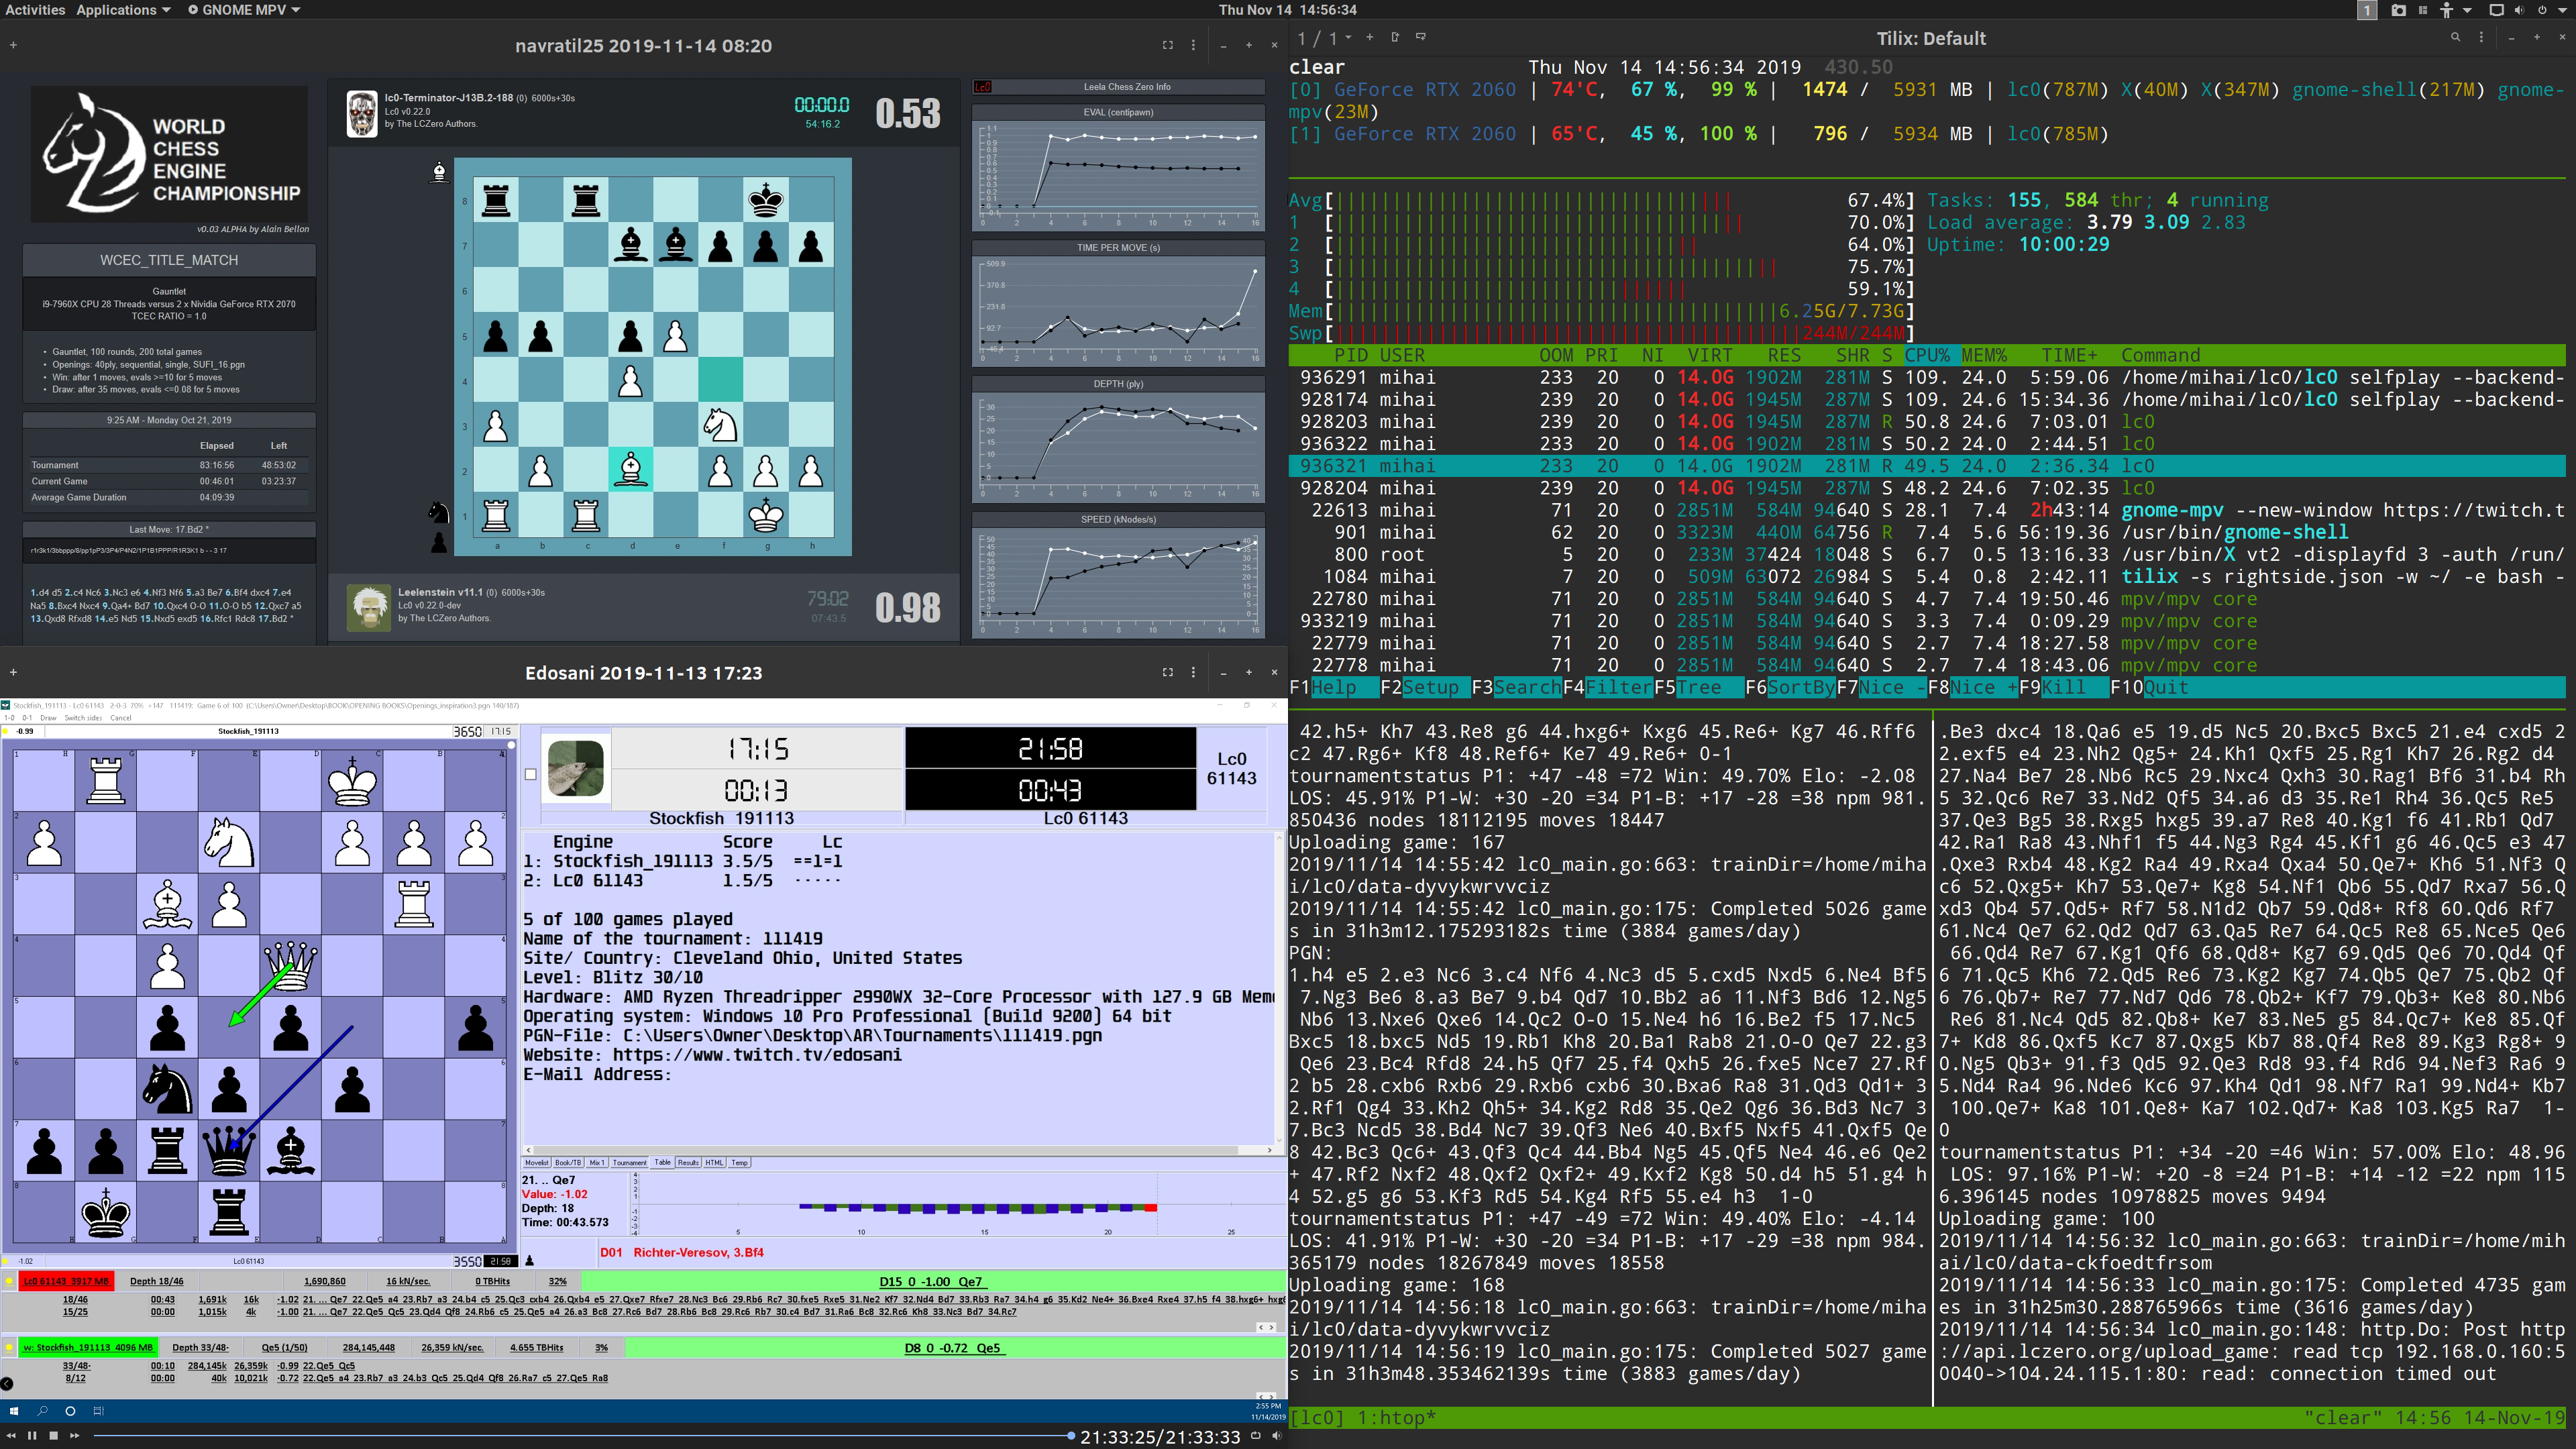 Activities Applications GNOME MPV Thu Nov 14 14:56:34 1
navratil25 2019-11-14 08:20
WORLD
CHESS
ENGINE
CHAMPIONSHIP
v0.03 ALPHA by Alain Bellon
WCEC_TITLE_MATCH
Gauntlet
i9-7960X CPU 28 Threads versus 2 x Nividia GeForce RTX 2070
TCEC RATIO = 1.0
Gauntlet, 100 rounds, 200 total games
Openings: 40ply, sequential, single, SUFI_16.pgn
Win: after 1 moves, evals >=10 for 5 moves
Draw: after 35 moves, evals <=0.08 for 5 moves
9:25 AM - Monday Oct 21, 2019
Elapsed Left
Tournament 83:16:56 48:53:02
Current Game 00:46:01 03:23:37
Average Game Duration 04:09:39
Last Move: 17.Bd2 *
r1r3k1/3bbppp/8/pp1pP3/3P4/P4N2/1P1B1PPP/R1R3K1 b - - 3 17
1.d4 d5 2.c4 Nc6 3.Nc3 e6 4.Nf3 Nf6 5.a3 Be7 6.Bf4 dxc4 7.e4
Na5 8.Bxc4 Nxc4 9.Qa4+ Bd7 10.Qxc4 O-O 11.O-O b5 12.Qxc7 a5
13.Qxd8 Rfxd8 14.e5 Nd5 15.Nxd5 exd5 16.Rfc1 Rdc8 17.Bd2 *
lc0-Terminator-J13B.2-188 (0) 6000s+30s
Lc0 v0.22.0
by The LCZero Authors.
00:00.0
54:16.2
0.53
8
7
6
5
4
3
2
1
a b c d e f g h
Leelenstein v11.1 (0) 6000s+30s
Lc0 v0.22.0-dev
by The LCZero Authors.
79:02
07:43.5
0.98
Lc0 Leela Chess Zero Info
EVAL (centipawn)
TIME PER MOVE (s)
509.9
370.8
231.8
92.7
DEPTH (ply)
SPEED (kNodes/s)
Edosani 2019-11-13 17:23
Stockfish_191113 - Lc0 61143 2-0-3 70% +147 111419: Game 6 of 100 (C:\Users\Owner\Desktop\BOOK\OPENING BOOKS\Openings_inspiration3.pgn 140/187)
1-0 0-1 Draw Switch sides Cancel
-0.99 Stockfish_191113 3650 17:15
17:15 21:58
00:13 00:43
Stockfish 191113 Lc0 61143
Lc0
61143
Engine Score Lc
1: Stockfish_191113 3.5/5 ==1=1
2: Lc0 61143 1.5/5 -----
5 of 100 games played
Name of the tournament: 111419
Site/ Country: Cleveland Ohio, United States
Level: Blitz 30/10
Hardware: AMD Ryzen Threadripper 2990WX 32-Core Processor with 127.9 GB Mem
Operating system: Windows 10 Pro Professional (Build 9200) 64 bit
PGN-File: C:\Users\Owner\Desktop\AR\Tournaments\111419.pgn
Website: https://www.twitch.tv/edosani
E-Mail Address:
Movelist Book/TB Mix 1 Tournament Table Results HTML Temp
21. .. Qe7
Value: -1.02
Depth: 18
Time: 00:43.573
5 10 15 20 25
D01 Richter-Veresov, 3.Bf4
-1.02 Lc0 61143 3550 21:58
Lc0 61143 3917 MB Depth 18/46 1,690,860 16 kN/sec. 0 TBHits 32% D15 0 -1.00 Qe7
18/46 00:43 1,691k 16k -1.02 21. ... Qe7 22.Qe5 a4 23.Rb7 a3 24.b4 c5 25.Qc3 cxb4 26.Qxb4 e5 27.Qxe7 Rfxe7 28.Nc3 Bc6 29.Rb6 Rc7 30.fxe5 Rxe5 31.Ne2 Kf7 32.Nd4 Bd7 33.Rb3 Ra7 34.h4 g6 35.Kd2 Ne4+ 36.Bxe4 Rxe4 37.h5 f4 38.hxg6+ hxg6
15/25 00:00 1,015k 4k -1.00 21. ... Qe7 22.Qe5 Qc5 23.Qd4 Qf8 24.Rb6 c5 25.Qe5 a4 26.a3 Bc8 27.Rc6 Bd7 28.Rb6 Bc8 29.Rc6 Rb7 30.c4 Bd7 31.Ra6 Bc8 32.Rc6 Kh8 33.Nc3 Bd7 34.Rc7
w: Stockfish_191113 4096 MB Depth 33/48- Qe5 (1/50) 284,145,448 26,359 kN/sec. 4.655 TBHits 3% D8 0 -0.72 Qe5
33/48- 00:10 284,145k 26,359k -0.99 22.Qe5 Qc5
8/12 00:00 40k 10,021k -0.72 22.Qe5 a4 23.Rb7 a3 24.b3 Qc5 25.Qd4 Qf8 26.Ra7 c5 27.Qe5 Ra8
2:55 PM
11/14/2019
21:33:25/21:33:33
1 / 1 Tilix: Default
clear Thu Nov 14 14:56:34 2019 430.50
[0] GeForce RTX 2060 | 74'C, 67 %, 99 % | 1474 / 5931 MB | lc0(787M) X(40M) X(347M) gnome-shell(217M) gnome-
mpv(23M)
[1] GeForce RTX 2060 | 65'C, 45 %, 100 % | 796 / 5934 MB | lc0(785M)
Avg[ 67.4%] Tasks: 155, 584 thr; 4 running
1 [ 70.0%] Load average: 3.79 3.09 2.83
2 [ 64.0%] Uptime: 10:00:29
3 [ 75.7%]
4 [ 59.1%]
Mem[ 6.25G/7.73G]
Swp[ 244M/244M]
PID USER OOM PRI NI VIRT RES SHR S CPU% MEM% TIME+ Command
936291 mihai 233 20 0 14.0G 1902M 281M S 109. 24.0 5:59.06 /home/mihai/lc0/lc0 selfplay --backend-
928174 mihai 239 20 0 14.0G 1945M 287M S 109. 24.6 15:34.36 /home/mihai/lc0/lc0 selfplay --backend-
928203 mihai 239 20 0 14.0G 1945M 287M R 50.8 24.6 7:03.01 lc0
936322 mihai 233 20 0 14.0G 1902M 281M S 50.2 24.0 2:44.51 lc0
936321 mihai 233 20 0 14.0G 1902M 281M R 49.5 24.0 2:36.34 lc0
928204 mihai 239 20 0 14.0G 1945M 287M S 48.2 24.6 7:02.35 lc0
22613 mihai 71 20 0 2851M 584M 94640 S 28.1 7.4 2h43:14 gnome-mpv --new-window https://twitch.t
901 mihai 62 20 0 3323M 440M 64756 R 7.4 5.6 56:19.36 /usr/bin/gnome-shell
800 root 5 20 0 233M 37424 18048 S 6.7 0.5 13:16.33 /usr/bin/X vt2 -displayfd 3 -auth /run/
1084 mihai 7 20 0 509M 63072 26984 S 5.4 0.8 2:42.11 tilix -s rightside.json -w ~/ -e bash -
22780 mihai 71 20 0 2851M 584M 94640 S 4.7 7.4 19:50.46 mpv/mpv core
933219 mihai 71 20 0 2851M 584M 94640 S 3.3 7.4 0:09.29 mpv/mpv core
22779 mihai 71 20 0 2851M 584M 94640 S 2.7 7.4 18:27.58 mpv/mpv core
22778 mihai 71 20 0 2851M 584M 94640 S 2.7 7.4 18:43.06 mpv/mpv core
F1Help F2Setup F3Search F4Filter F5Tree F6SortBy F7Nice - F8Nice + F9Kill F10Quit
42.h5+ Kh7 43.Re8 g6 44.hxg6+ Kxg6 45.Re6+ Kg7 46.Rff6
c2 47.Rg6+ Kf8 48.Ref6+ Ke7 49.Re6+ 0-1
tournamentstatus P1: +47 -48 =72 Win: 49.70% Elo: -2.08
LOS: 45.91% P1-W: +30 -20 =34 P1-B: +17 -28 =38 npm 981.
850436 nodes 18112195 moves 18447
Uploading game: 167
2019/11/14 14:55:42 lc0_main.go:663: trainDir=/home/miha
i/lc0/data-dyvykwrvvciz
2019/11/14 14:55:42 lc0_main.go:175: Completed 5026 game
s in 31h3m12.175293182s time (3884 games/day)
PGN:
1.h4 e5 2.e3 Nc6 3.c4 Nf6 4.Nc3 d5 5.cxd5 Nxd5 6.Ne4 Bf5
7.Ng3 Be6 8.a3 Be7 9.b4 Qd7 10.Bb2 a6 11.Nf3 Bd6 12.Ng5
Nb6 13.Nxe6 Qxe6 14.Qc2 O-O 15.Ne4 h6 16.Be2 f5 17.Nc5
Bxc5 18.bxc5 Nd5 19.Rb1 Kh8 20.Ba1 Rab8 21.O-O Qe7 22.g3
Qe6 23.Bc4 Rfd8 24.h5 Qf7 25.f4 Qxh5 26.fxe5 Nce7 27.Rf
2 b5 28.cxb6 Rxb6 29.Rxb6 cxb6 30.Bxa6 Ra8 31.Qd3 Qd1+ 3
2.Rf1 Qg4 33.Kh2 Qh5+ 34.Kg2 Rd8 35.Qe2 Qg6 36.Bd3 Nc7 3
7.Bc3 Ncd5 38.Bd4 Nc7 39.Qf3 Ne6 40.Bxf5 Nxf5 41.Qxf5 Qe
8 42.Bc3 Qc6+ 43.Qf3 Qc4 44.Bb4 Ng5 45.Qf5 Ne4 46.e6 Qe2
+ 47.Rf2 Nxf2 48.Qxf2 Qxf2+ 49.Kxf2 Kg8 50.d4 h5 51.g4 h
4 52.g5 g6 53.Kf3 Rd5 54.Kg4 Rf5 55.e4 h3 1-0
tournamentstatus P1: +47 -49 =72 Win: 49.40% Elo: -4.14
LOS: 41.91% P1-W: +30 -20 =34 P1-B: +17 -29 =38 npm 984.
365179 nodes 18267849 moves 18558
Uploading game: 168
2019/11/14 14:56:18 lc0_main.go:663: trainDir=/home/miha
i/lc0/data-dyvykwrvvciz
2019/11/14 14:56:19 lc0_main.go:175: Completed 5027 game
s in 31h3m48.353462139s time (3883 games/day)
.Be3 dxc4 18.Qa6 e5 19.d5 Nc5 20.Bxc5 Bxc5 21.e4 cxd5 2
2.exf5 e4 23.Nh2 Qg5+ 24.Kh1 Qxf5 25.Rg1 Kh7 26.Rg2 d4
27.Na4 Be7 28.Nb6 Rc5 29.Nxc4 Qxh3 30.Rag1 Bf6 31.b4 Rh
5 32.Qc6 Re7 33.Nd2 Qf5 34.a6 d3 35.Re1 Rh4 36.Qc5 Re5
37.Qe3 Bg5 38.Rxg5 hxg5 39.a7 Re8 40.Kg1 f6 41.Rb1 Qd7
42.Ra1 Ra8 43.Nhf1 f5 44.Ng3 Rg4 45.Kf1 g6 46.Qc5 e3 47
.Qxe3 Rxb4 48.Kg2 Ra4 49.Rxa4 Qxa4 50.Qe7+ Kh6 51.Nf3 Q
c6 52.Qxg5+ Kh7 53.Qe7+ Kg8 54.Nf1 Qb6 55.Qd7 Rxa7 56.Q
xd3 Qb4 57.Qd5+ Rf7 58.N1d2 Qb7 59.Qd8+ Rf8 60.Qd6 Rf7
61.Nc4 Qe7 62.Qd2 Qd7 63.Qa5 Re7 64.Qc5 Re8 65.Nce5 Qe6
66.Qd4 Re7 67.Kg1 Qf6 68.Qd8+ Kg7 69.Qd5 Qe6 70.Qd4 Qf
6 71.Qc5 Kh6 72.Qd5 Re6 73.Kg2 Kg7 74.Qb5 Qe7 75.Qb2 Qf
6 76.Qb7+ Re7 77.Nd7 Qd6 78.Qb2+ Kf7 79.Qb3+ Ke8 80.Nb6
Re6 81.Nc4 Qd5 82.Qb8+ Ke7 83.Ne5 g5 84.Qc7+ Ke8 85.Qf
7+ Kd8 86.Qxf5 Kc7 87.Qxg5 Kb7 88.Qf4 Re8 89.Kg3 Rg8+ 9
0.Ng5 Qb3+ 91.f3 Qd5 92.Qe3 Rd8 93.f4 Rd6 94.Nef3 Ra6 9
5.Nd4 Ra4 96.Nde6 Kc6 97.Kh4 Qd1 98.Nf7 Ra1 99.Nd4+ Kb7
100.Qe7+ Ka8 101.Qe8+ Ka7 102.Qd7+ Ka8 103.Kg5 Ra7 1-
0
tournamentstatus P1: +34 -20 =46 Win: 57.00% Elo: 48.96
LOS: 97.16% P1-W: +20 -8 =24 P1-B: +14 -12 =22 npm 115
6.396145 nodes 10978825 moves 9494
Uploading game: 100
2019/11/14 14:56:32 lc0_main.go:663: trainDir=/home/mih
ai/lc0/data-ckfoedtfrsom
2019/11/14 14:56:33 lc0_main.go:175: Completed 4735 gam
es in 31h25m30.288765966s time (3616 games/day)
2019/11/14 14:56:34 lc0_main.go:148: http.Do: Post http
://api.lczero.org/upload_game: read tcp 192.168.0.160:5
0040->104.24.115.1:80: read: connection timed out
[lc0] 1:htop* "clear" 14:56 14-Nov-19